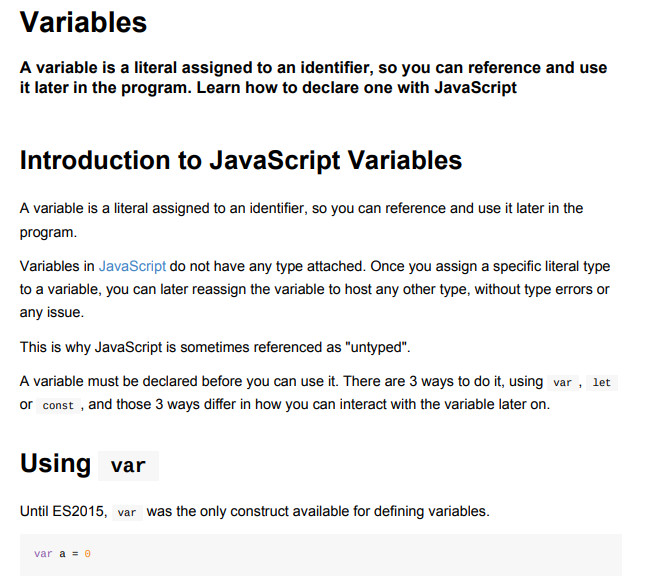 Variables
A variable is a literal assigned to an identifier, so you can reference and use
it later in the program. Learn how to declare one with JavaScript
Introduction to JavaScript Variables
A variable is a literal assigned to an identifier, so you can reference and use it later in the
program.
Variables in JavaScript do not have any type attached. Once you assign a specific literal type
to a variable, you can later reassign the variable to host any other type, without type errors or
any issue.
This is why JavaScript is sometimes referenced as "untyped".
A variable must be declared before you can use it. There are 3 ways to do it, using var , let
or const , and those 3 ways differ in how you can interact with the variable later on.
Using var
Until ES2015, var was the only construct available for defining variables.
var a = 0